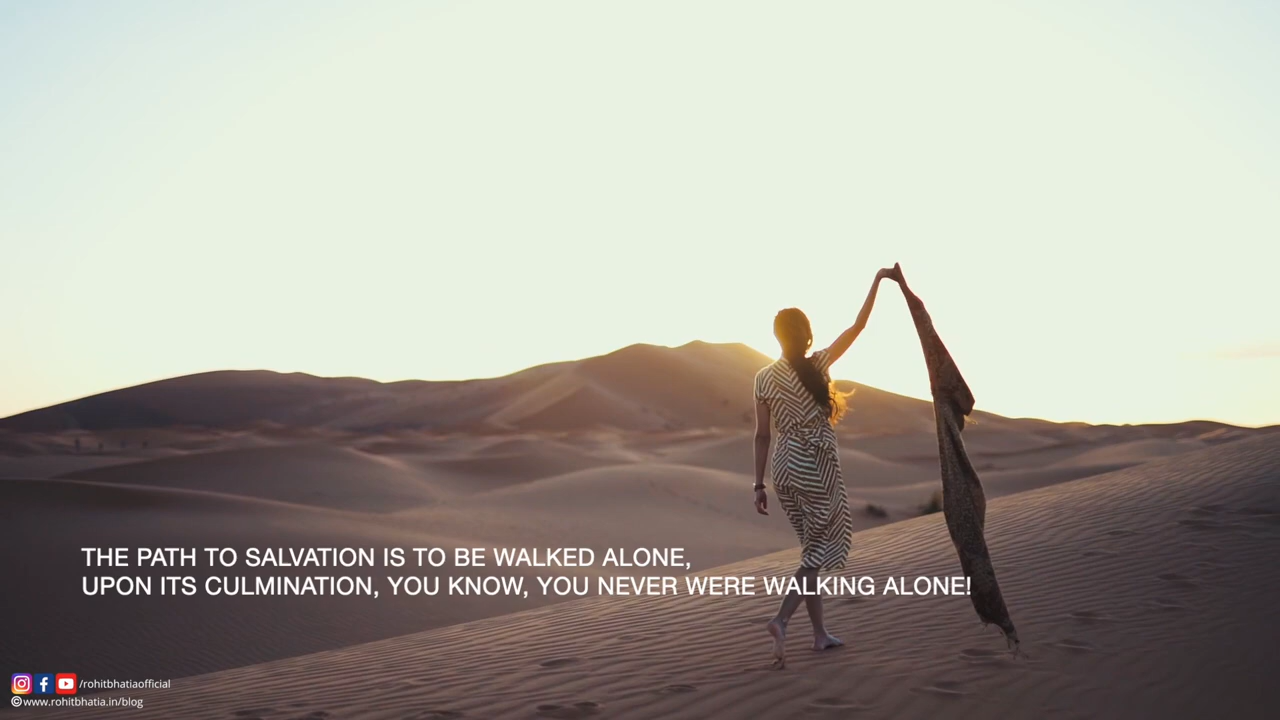 THE PATH TO SALVATION IS TO BE WALKED ALONE,
UPON ITS CULMINATION, YOU KNOW, YOU NEVER WERE WALKING ALONE!
/rohitbhatiaofficial
©www.rohitbhatia.in/blog